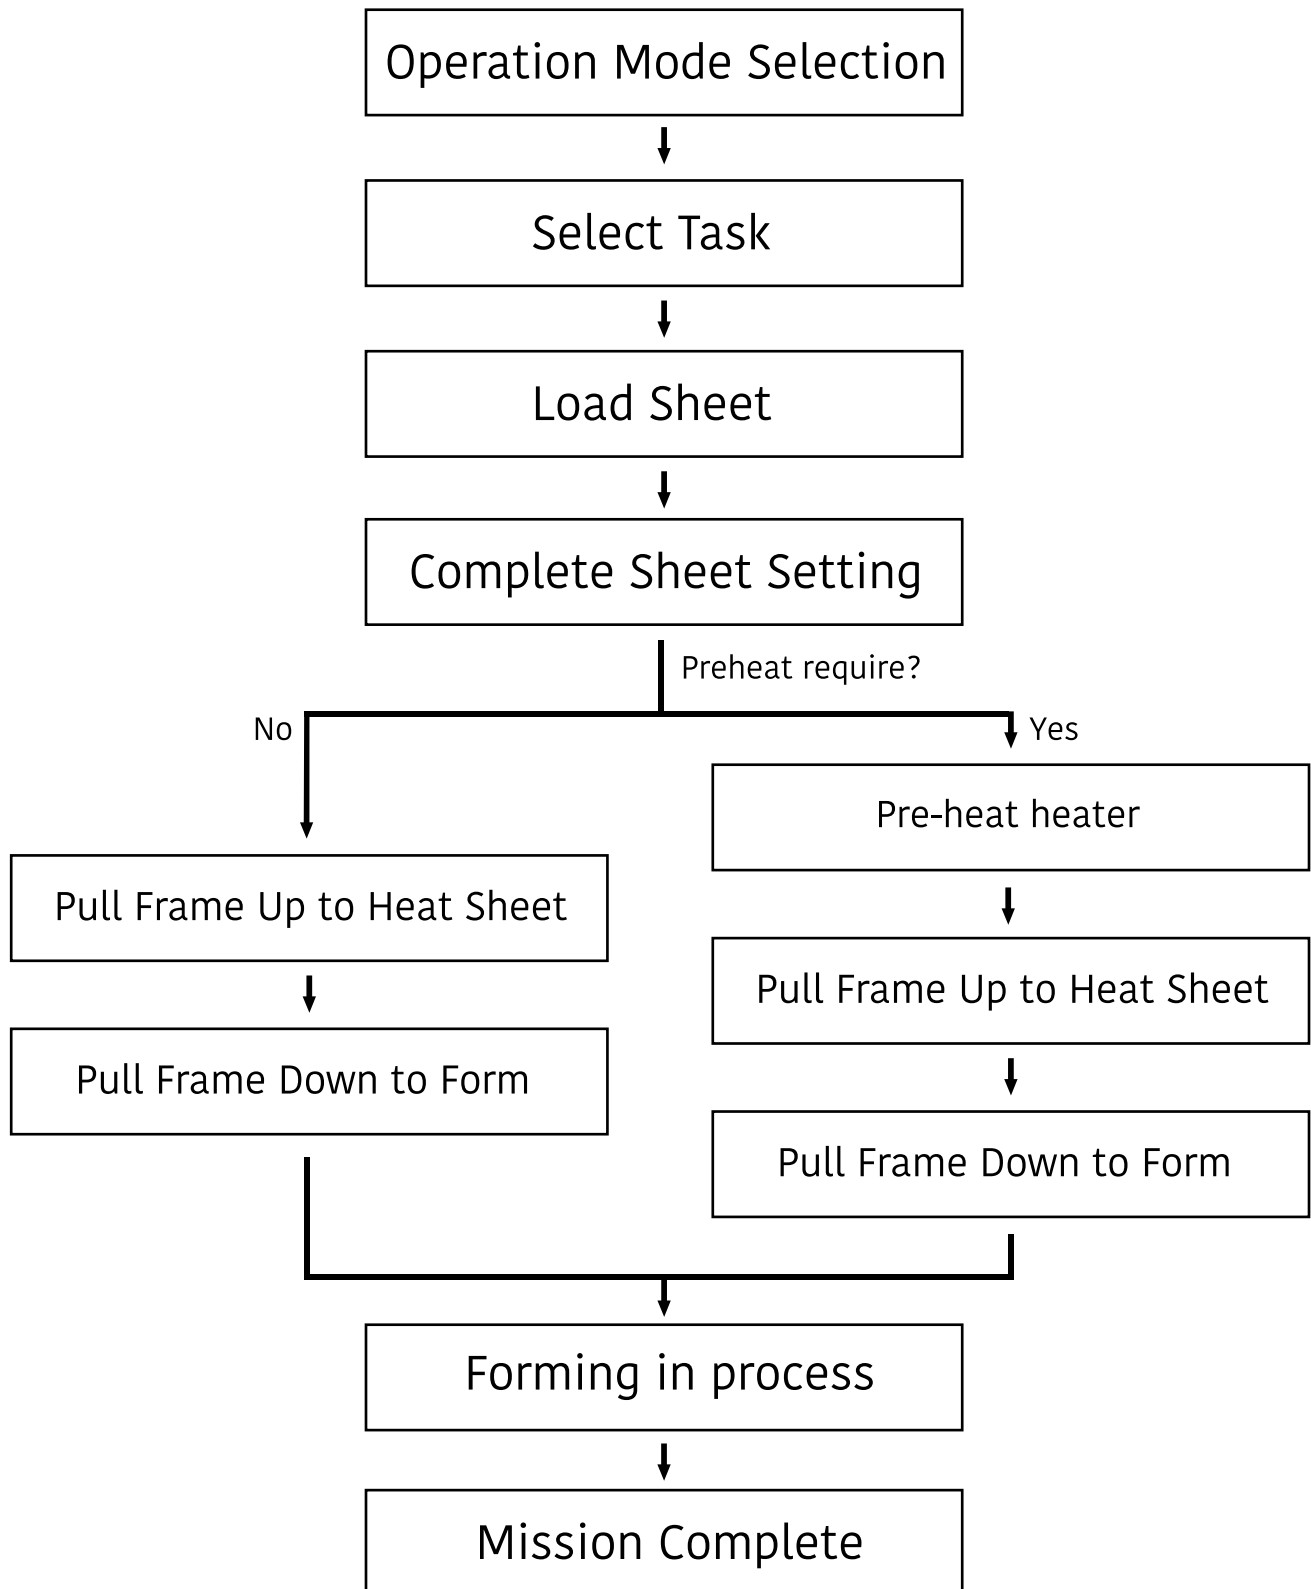 Operation Mode Selection
Select Task
Load Sheet
Complete Sheet Setting
Preheat require?
No
Yes
Pull Frame Up to Heat Sheet
Pull Frame Down to Form
Pre-heat heater
Pull Frame Up to Heat Sheet
Pull Frame Down to Form
Forming in process
Mission Complete